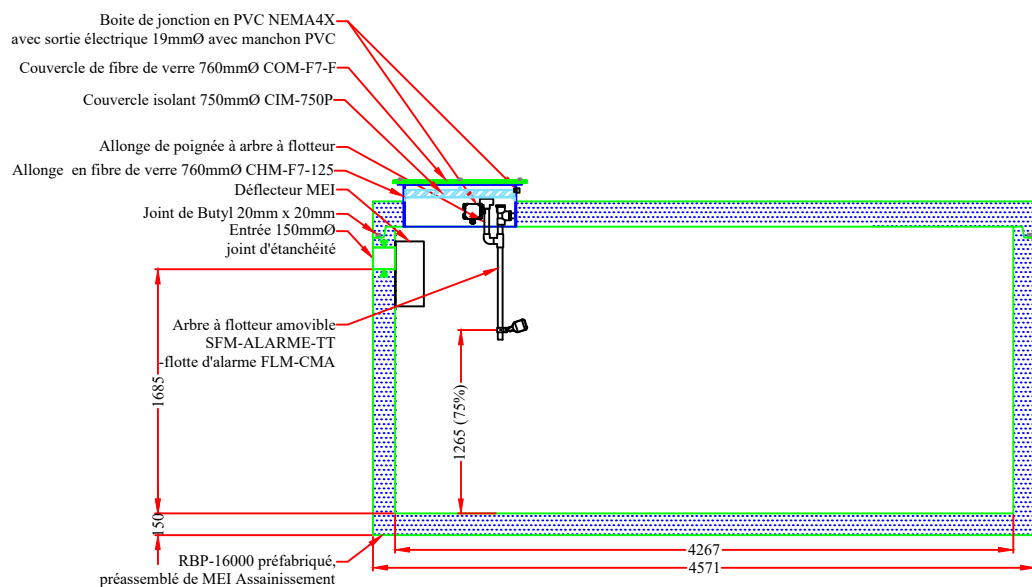 Boite de jonction en PVC NEMA4X
avec sortie électrique 19mmØ avec manchon PVC
Couvercle de fibre de verre 760mmØ COM-F7-F
Couvercle isolant 750mmØ CIM-750P
Allonge de poignée à arbre à flotteur
Allonge en fibre de verre 760mmØ CHM-F7-125
Déflecteur MEI
Joint de Butyl 20mm x 20mm
Entrée 150mmØ
joint d'étanchéité
Arbre à flotteur amovible
SFM-ALARME-TT
-flotte d'alarme FLM-CMA
1685
1265 (75%)
150
4267
4571
RBP-16000 préfabriqué,
préassemblé de MEI Assainissement